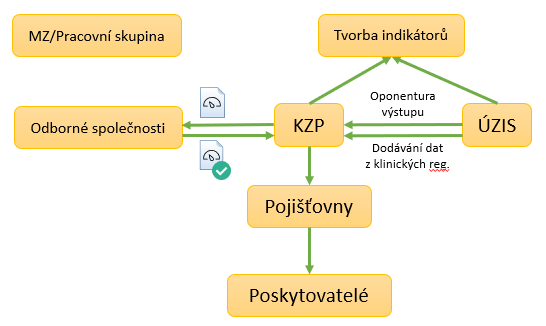 MZ/Pracovní skupina
Tvorba indikátorů
Odborné společnosti
KZP
Oponentura
výstupu
Dodávání dat
z klinických reg.
ÚZIS
Pojišťovny
Poskytovatelé